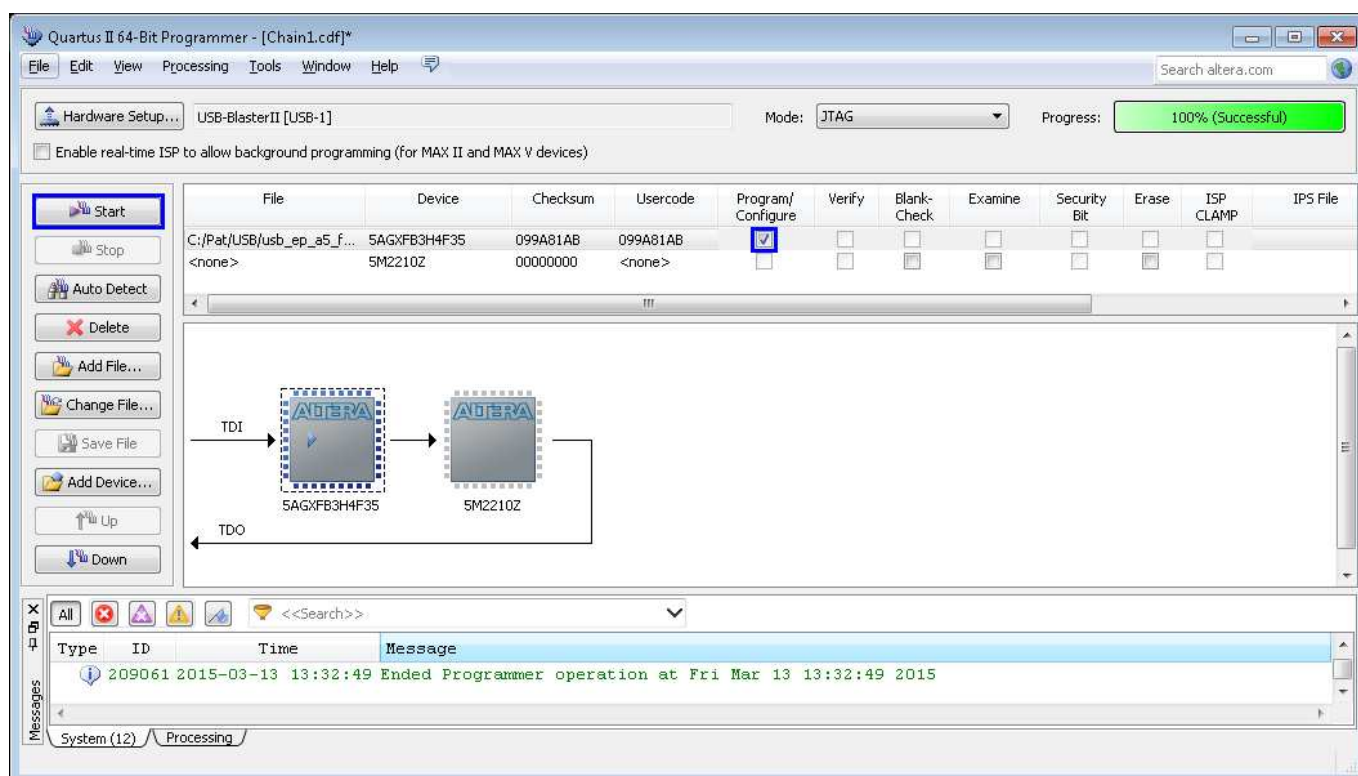 Quartus II 64-Bit Programmer - [Chain1.cdf]*
File Edit View Processing Tools Window Help
Search altera.com
Hardware Setup... USB-BlasterII [USB-1] Mode: JTAG Progress: 100% (Successful)
Enable real-time ISP to allow background programming (for MAX II and MAX V devices)
Start
Stop
Auto Detect
Delete
Add File...
Change File...
Save File
Add Device...
Up
Down
File Device Checksum Usercode Program/ Configure Verify Blank- Check Examine Security Bit Erase ISP CLAMP IPS File
C:/Pat/USB/usb_ep_a5_f... 5AGXFB3H4F35 099A81AB 099A81AB
<none> 5M2210Z 00000000 <none>
TDI
ALTERA ALTERA
5AGXFB3H4F35 5M2210Z
TDO
All <<Search>>
Type ID Time Message
209061 2015-03-13 13:32:49 Ended Programmer operation at Fri Mar 13 13:32:49 2015
Messages
System (12) Processing